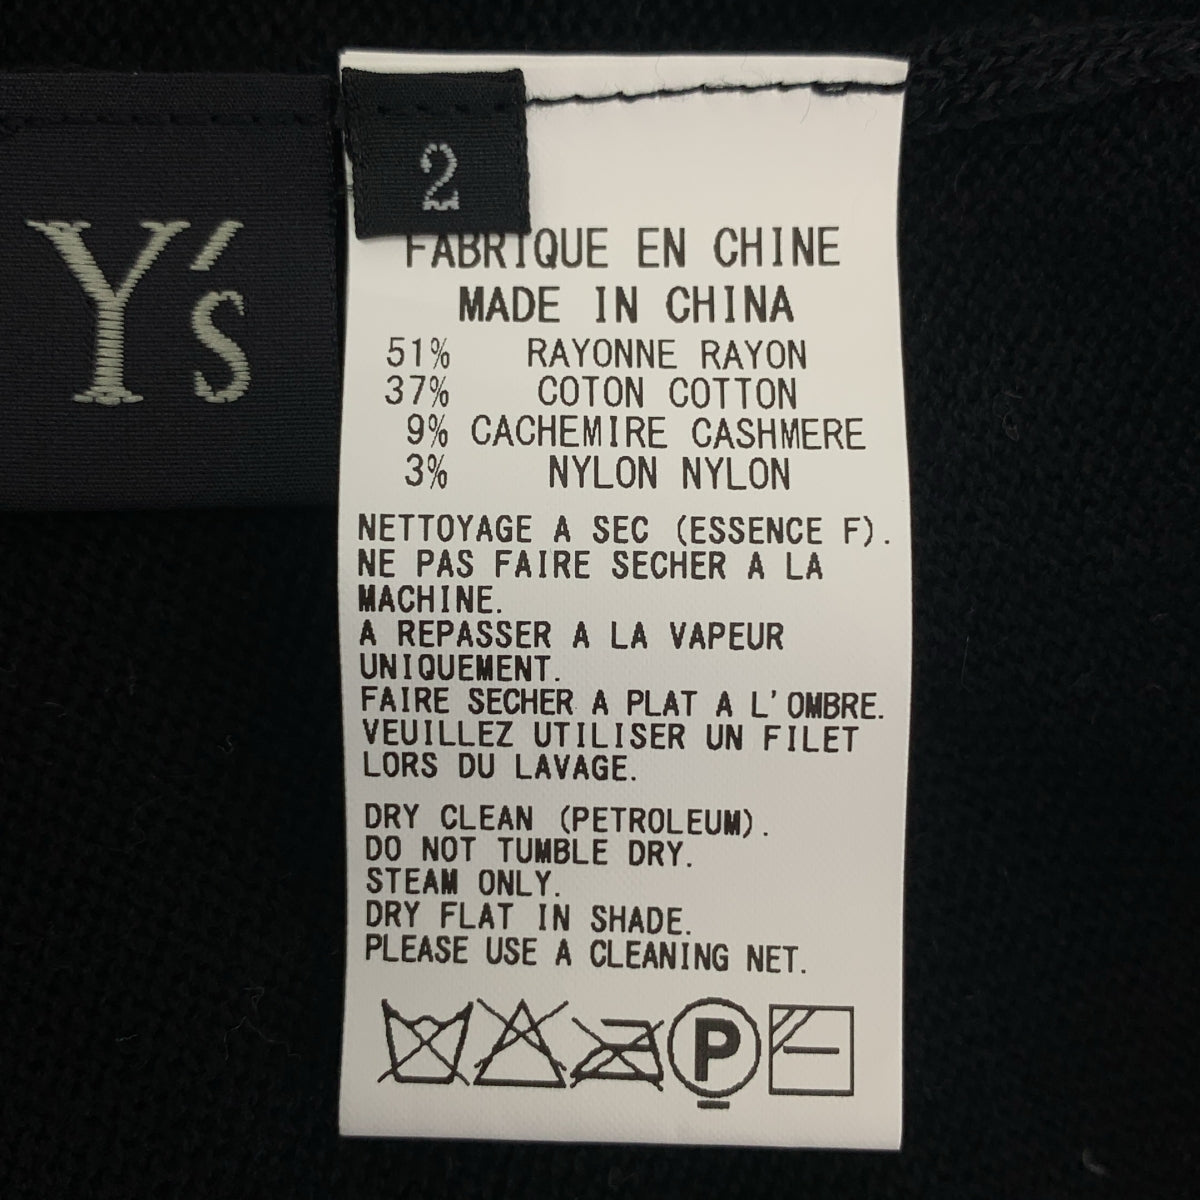 Y's
2
FABRIQUE EN CHINE
MADE IN CHINA
51% RAYONNE RAYON
37% COTON COTTON
9% CACHEMIRE CASHMERE
3% NYLON NYLON
NETTOYAGE A SEC (ESSENCE F).
NE PAS FAIRE SECHER A LA
MACHINE.
A REPASSER A LA VAPEUR
UNIQUEMENT.
FAIRE SECHER A PLAT A L'OMBRE.
VEUILLEZ UTILISER UN FILET
LORS DU LAVAGE.
DRY CLEAN (PETROLEUM).
DO NOT TUMBLE DRY.
STEAM ONLY.
DRY FLAT IN SHADE.
PLEASE USE A CLEANING NET.
P